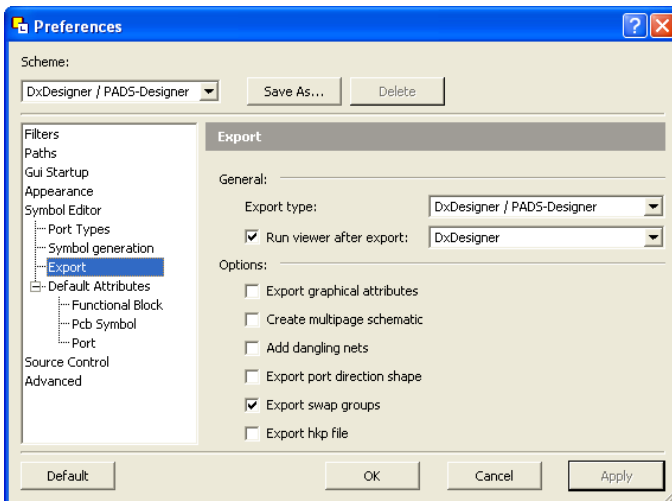 Preferences
Scheme:
DxDesigner / PADS-Designer
Save As...
Delete
Filters
Paths
Gui Startup
Appearance
Symbol Editor
Port Types
Symbol generation
Export
Default Attributes
Functional Block
Pcb Symbol
Port
Source Control
Advanced
Export
General:
Export type: DxDesigner / PADS-Designer
Run viewer after export: DxDesigner
Options:
Export graphical attributes
Create multipage schematic
Add dangling nets
Export port direction shape
Export swap groups
Export hkp file
Default
OK
Cancel
Apply